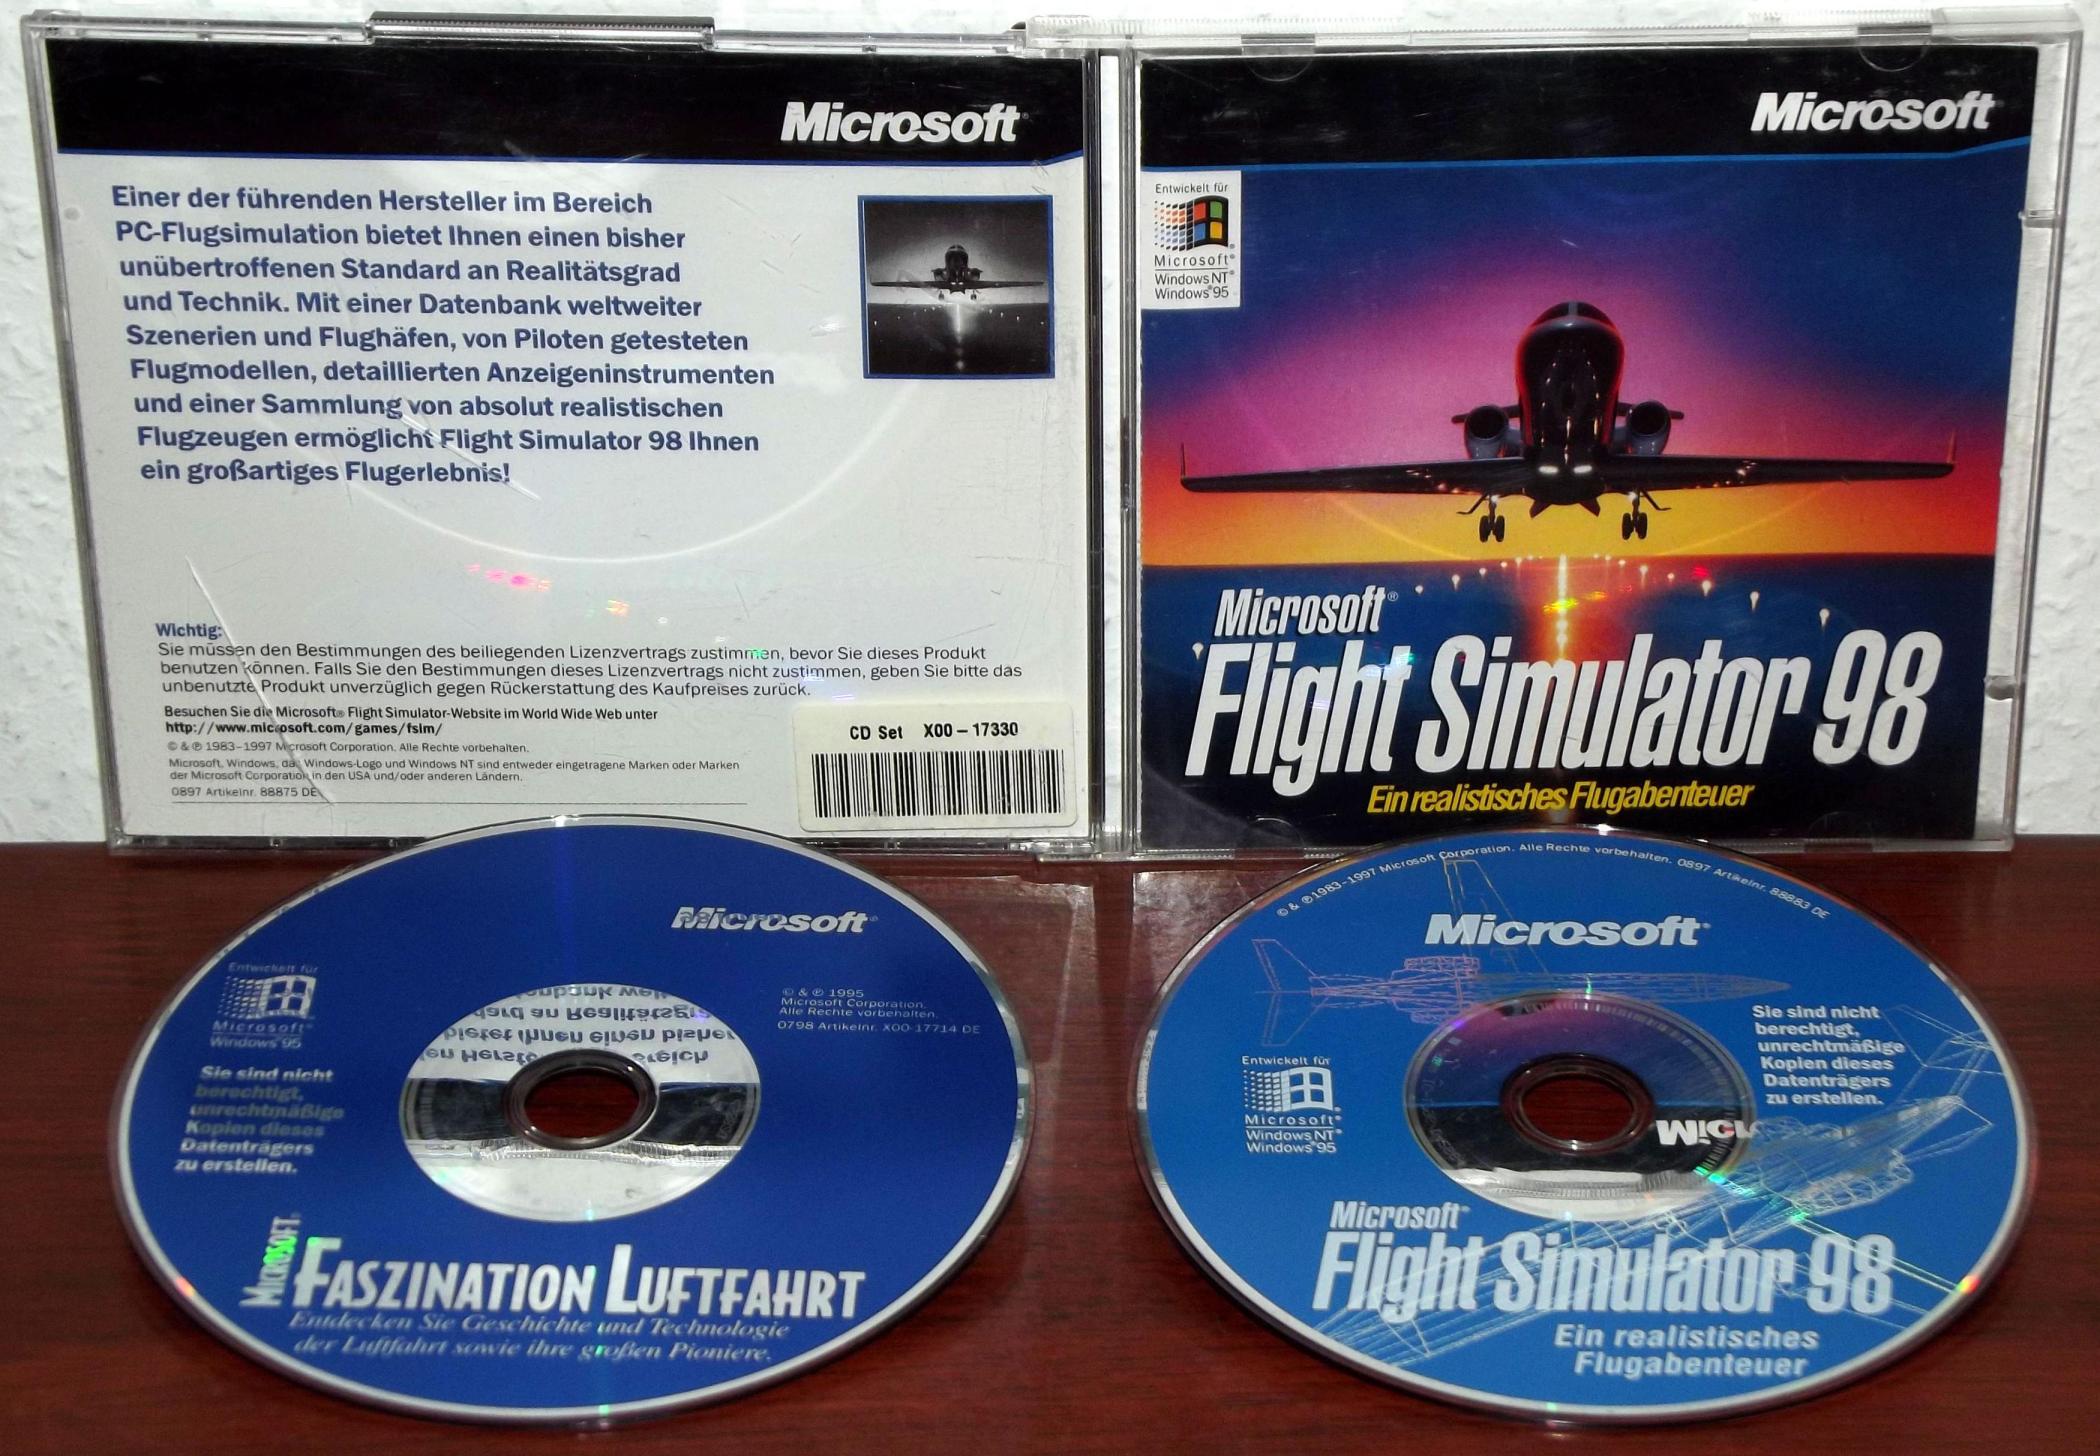 Microsoft®
Einer der führenden Hersteller im Bereich
PC-Flugsimulation bietet Ihnen einen bisher
unübertroffenen Standard an Realitätsgrad
und Technik. Mit einer Datenbank weltweiter
Szenerien und Flughäfen, von Piloten getesteten
Flugmodellen, detaillierten Anzeigeninstrumenten
und einer Sammlung von absolut realistischen
Flugzeugen ermöglicht Flight Simulator 98 Ihnen
ein großartiges Flugerlebnis!
Wichtig:
Sie müssen den Bestimmungen des beiliegenden Lizenzvertrags zustimmen, bevor Sie dieses Produkt
benutzen können. Falls Sie den Bestimmungen dieses Lizenzvertrags nicht zustimmen, geben Sie bitte das
unbenutzte Produkt unverzüglich gegen Rückerstattung des Kaufpreises zurück.
Besuchen Sie die Microsoft® Flight Simulator-Website im World Wide Web unter
http://www.microsoft.com/games/fsim/
© & ℗ 1983–1997 Microsoft Corporation. Alle Rechte vorbehalten.
Microsoft, Windows, das Windows-Logo und Windows NT sind entweder eingetragene Marken oder Marken
der Microsoft Corporation in den USA und/oder anderen Ländern.
0897 Artikelnr. 88875 DE
CD Set X00-17330
Microsoft
Entwickelt für
Microsoft®
Windows NT®
Windows®95
Microsoft®
Flight Simulator 98
Ein realistisches Flugabenteuer
Microsoft®
Entwickelt für
Microsoft®
Windows®95
© & ℗ 1995
Microsoft Corporation.
Alle Rechte vorbehalten.
0798 Artikelnr. X00-17714 DE
Sie sind nicht
berechtigt,
unrechtmäßige
Kopien dieses
Datenträgers
zu erstellen.
MICROSOFT®
FASZINATION LUFTFAHRT
Entdecken Sie Geschichte und Technologie
der Luftfahrt sowie ihre großen Pioniere.
© & ℗ 1983-1997 Microsoft Corporation. Alle Rechte vorbehalten. 0897 Artikelnr. 88883 DE
Microsoft®
Sie sind nicht
berechtigt,
unrechtmäßige
Kopien dieses
Datenträgers
zu erstellen.
Entwickelt für
Microsoft®
Windows NT®
Windows®95
Microsoft®
Flight Simulator 98
Ein realistisches
Flugabenteuer